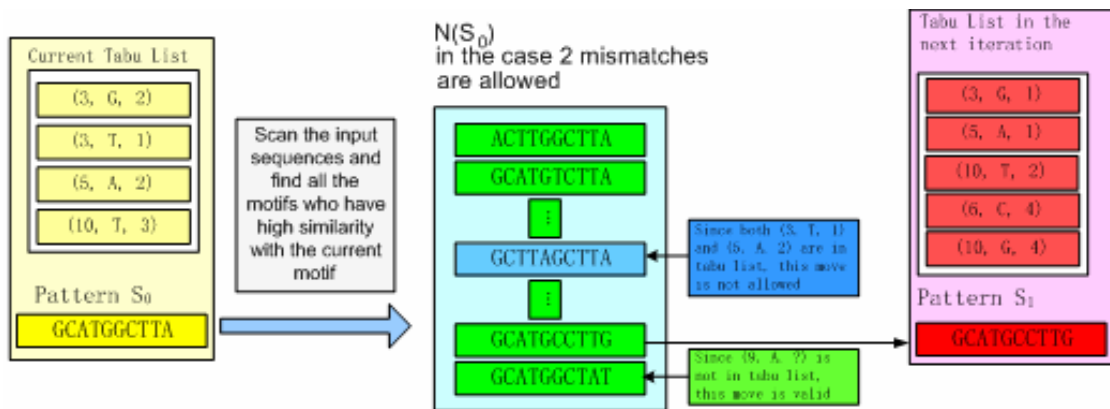 Current Tabu List
(3, G, 2)
(3, T, 1)
(5, A, 2)
(10, T, 3)
Pattern S0
GCATGGCTTA
Scan the input
sequences and
find all the
motifs who have
high similarity
with the current
motif
N(S0)
in the case 2 mismatches
are allowed
ACTTGGCTTA
GCATGTCTTA
...
GCTTAGCTTA
...
GCATGCCTTG
GCATGGCTAT
Since both (3, T, 1)
and (5, A, 2) are in
tabu list, this move
is not allowed
Since (9, A, ?) is
not in tabu list,
this move is valid
Tabu List in the
next iteration
(3, G, 1)
(5, A, 1)
(10, T, 2)
(6, C, 4)
(10, G, 4)
Pattern S1
GCATGCCTTG